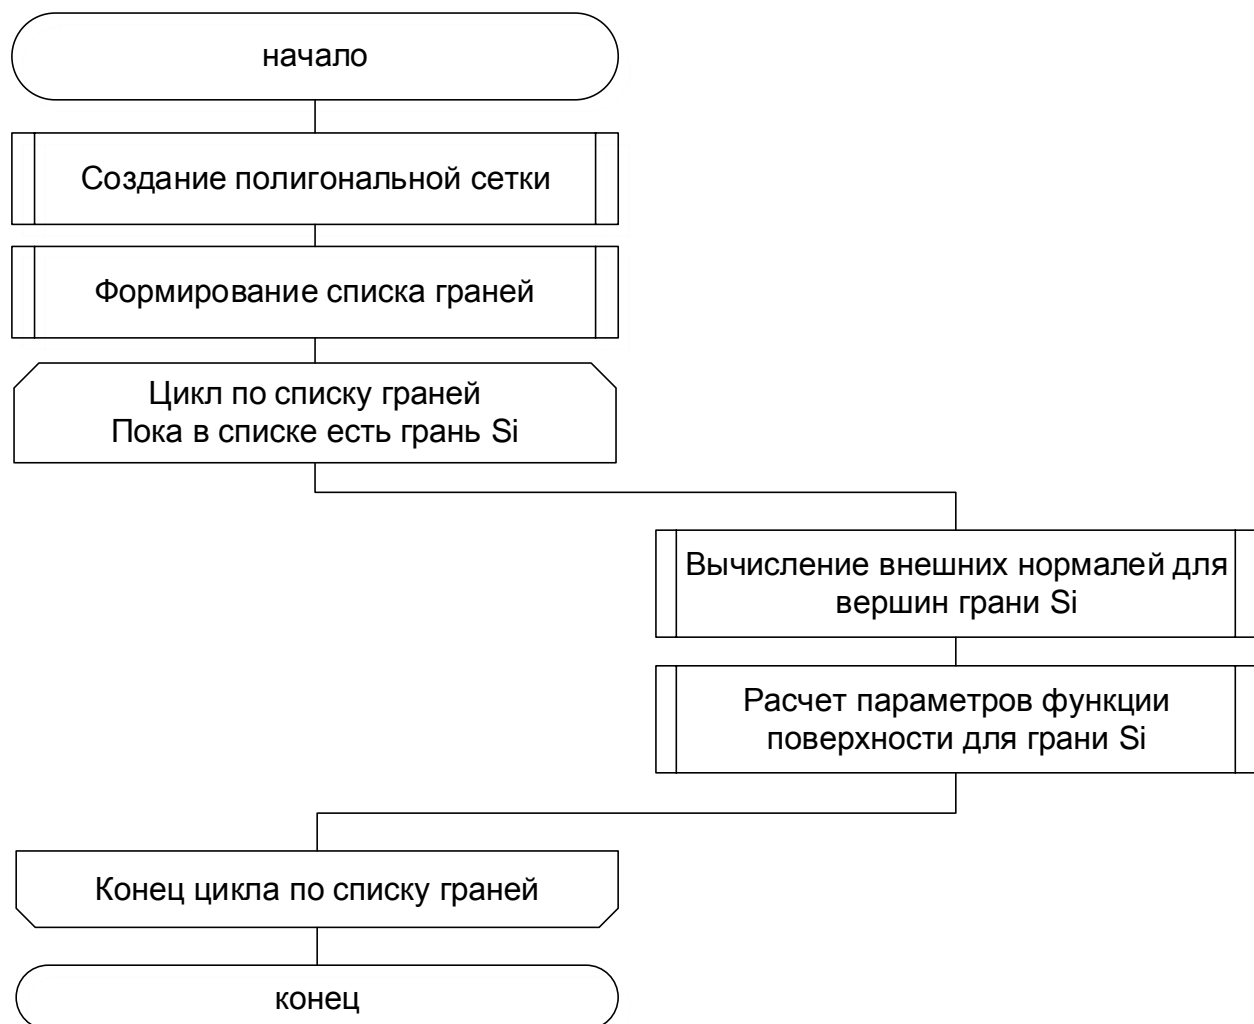 начало
Создание полигональной сетки
Формирование списка граней
Цикл по списку граней
Пока в списке есть грань Si
Вычисление внешних нормалей для
вершин грани Si
Расчет параметров функции
поверхности для грани Si
Конец цикла по списку граней
конец